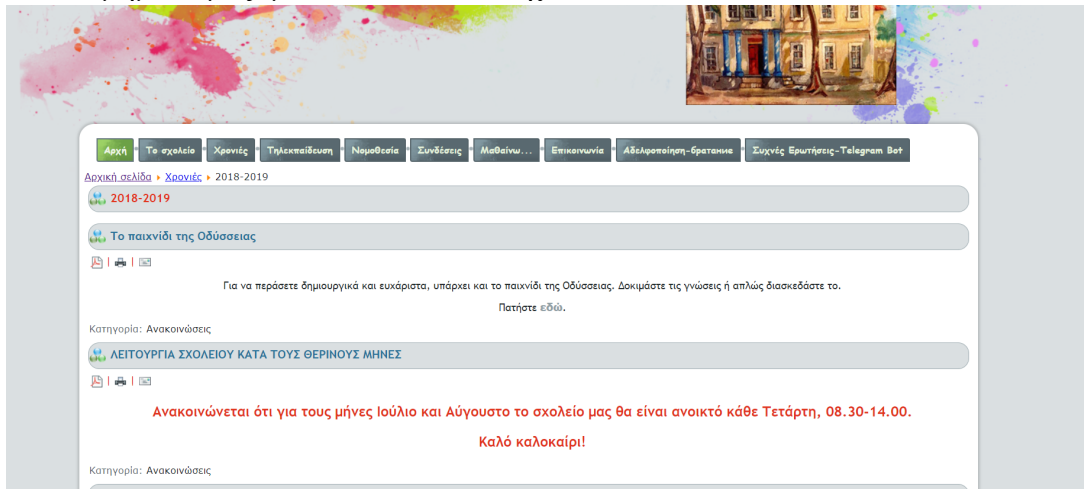 Αρχή Το σχολείο Χρονιές Τηλεκπαίδευση Νομοθεσία Συνδέσεις Μαθαίνω... Επικοινωνία Αδελφοποίηση-братание Συχνές Ερωτήσεις-Telegram Bot
Αρχική σελίδα Χρονιές 2018-2019
2018-2019
Το παιχνίδι της Οδύσσειας
Για να περάσετε δημιουργικά και ευχάριστα, υπάρχει και το παιχνίδι της Οδύσσειας. Δοκιμάστε τις γνώσεις ή απλώς διασκεδάστε το.
Πατήστε εδώ.
Κατηγορία: Ανακοινώσεις
ΛΕΙΤΟΥΡΓΙΑ ΣΧΟΛΕΙΟΥ ΚΑΤΑ ΤΟΥΣ ΘΕΡΙΝΟΥΣ ΜΗΝΕΣ
Ανακοινώνεται ότι για τους μήνες Ιούλιο και Αύγουστο το σχολείο μας θα είναι ανοικτό κάθε Τετάρτη, 08.30-14.00.
Καλό καλοκαίρι!
Κατηγορία: Ανακοινώσεις